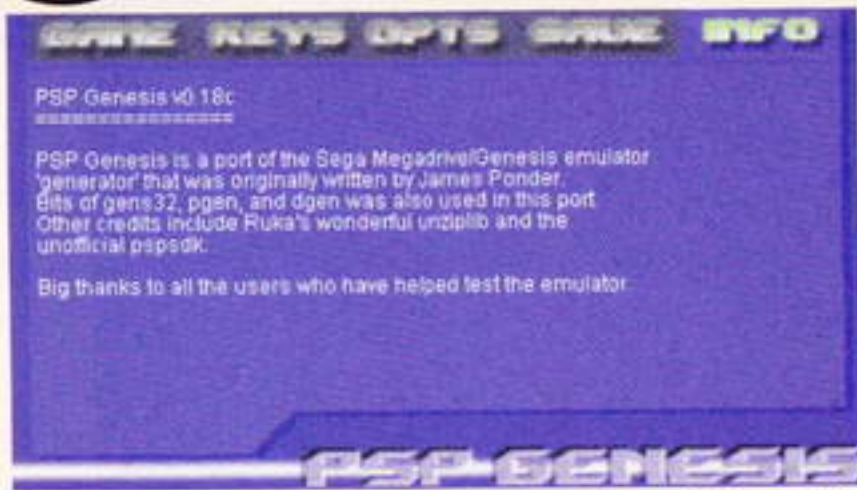 GAME KEYS OPTS SAVE INFO
PSP Genesis v0.18c
================
PSP Genesis is a port of the Sega Megadrive/Genesis emulator
'generator' that was originally written by James Ponder.
Bits of gens32, pgen, and dgen was also used in this port
Other credits include Ruka's wonderful unziplib and the
unofficial pspsdk.
Big thanks to all the users who have helped test the emulator
PSP GENESIS